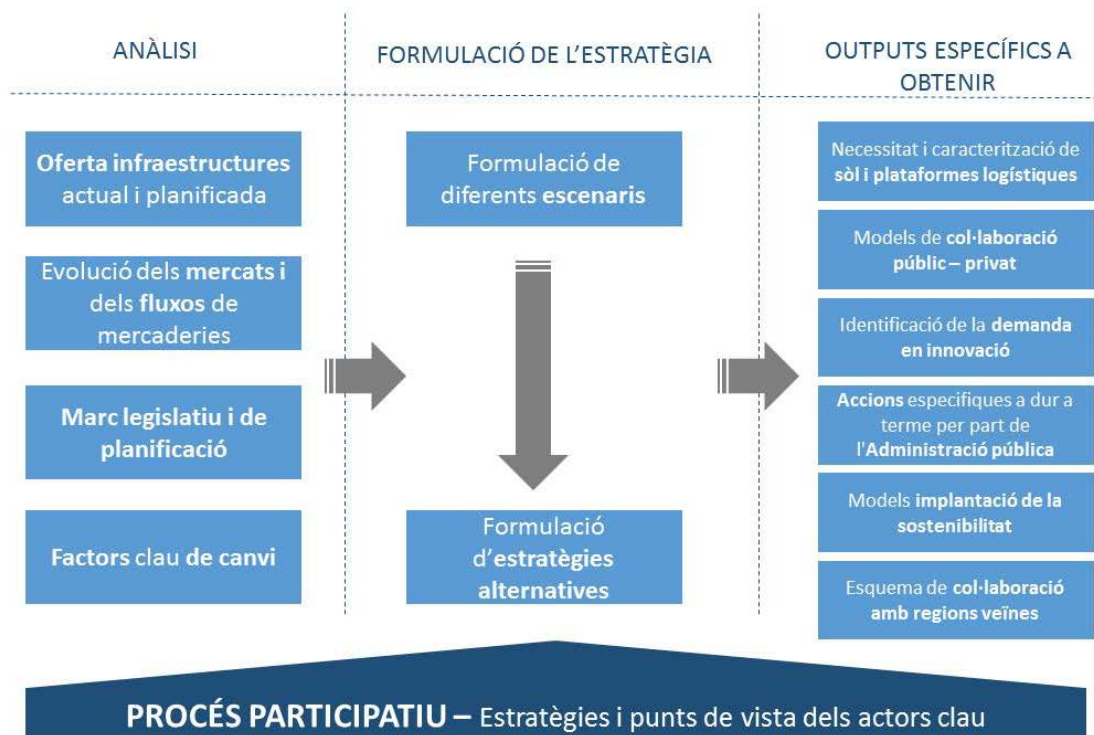 ANÀLISI
Oferta infraestructures
actual i planificada
Evolució dels mercats i
dels fluxos de
mercaderies
Marc legislatiu i de
planificació
Factors clau de canvi
FORMULACIÓ DE L'ESTRATÈGIA
Formulació de
diferents escenaris
Formulació
d'estratègies
alternatives
OUTPUTS ESPECÍFICS A
OBTENIR
Necessitat i caracterització de
sòl i plataformes logístiques
Models de col·laboració
públic – privat
Identificació de la demanda
en innovació
Accions especifiques a dur a
terme per part de
l'Administració pública
Models implantació de la
sostenibilitat
Esquema de col·laboració
amb regions veïnes
PROCÉS PARTICIPATIU – Estratègies i punts de vista dels actors clau